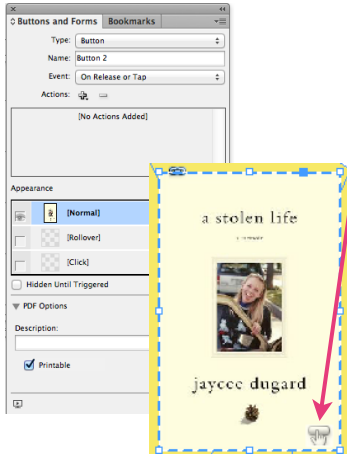 Buttons and Forms
Bookmarks
Type: Button
Name: Button 2
Event: On Release or Tap
Actions:
[No Actions Added]
Appearance
[Normal]
[Rollover]
[Click]
Hidden Until Triggered
PDF Options
Description:
Printable
a stolen life
jaycee dugard